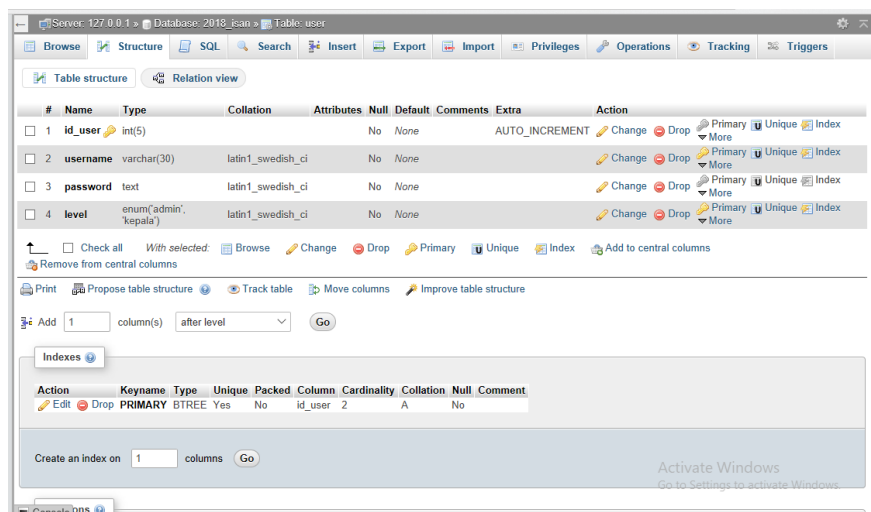 Server: 127.0.0.1 » Database: 2018_isan » Table: user
Browse Structure SQL Search Insert Export Import Privileges Operations Tracking Triggers
Table structure Relation view
# Name Type Collation Attributes Null Default Comments Extra Action
1 id_user int(5) No None AUTO_INCREMENT Change Drop Primary Unique Index More
2 username varchar(30) latin1_swedish_ci No None Change Drop Primary Unique Index More
3 password text latin1_swedish_ci No None Change Drop Primary Unique Index More
4 level enum('admin', 'kepala') latin1_swedish_ci No None Change Drop Primary Unique Index More
Check all With selected: Browse Change Drop Primary Unique Index Add to central columns
Remove from central columns
Print Propose table structure Track table Move columns Improve table structure
Add 1 column(s) after level Go
Indexes
Action Keyname Type Unique Packed Column Cardinality Collation Null Comment
Edit Drop PRIMARY BTREE Yes No id_user 2 A No
Create an index on 1 columns Go
Activate Windows
Go to Settings to activate Windows.
Console